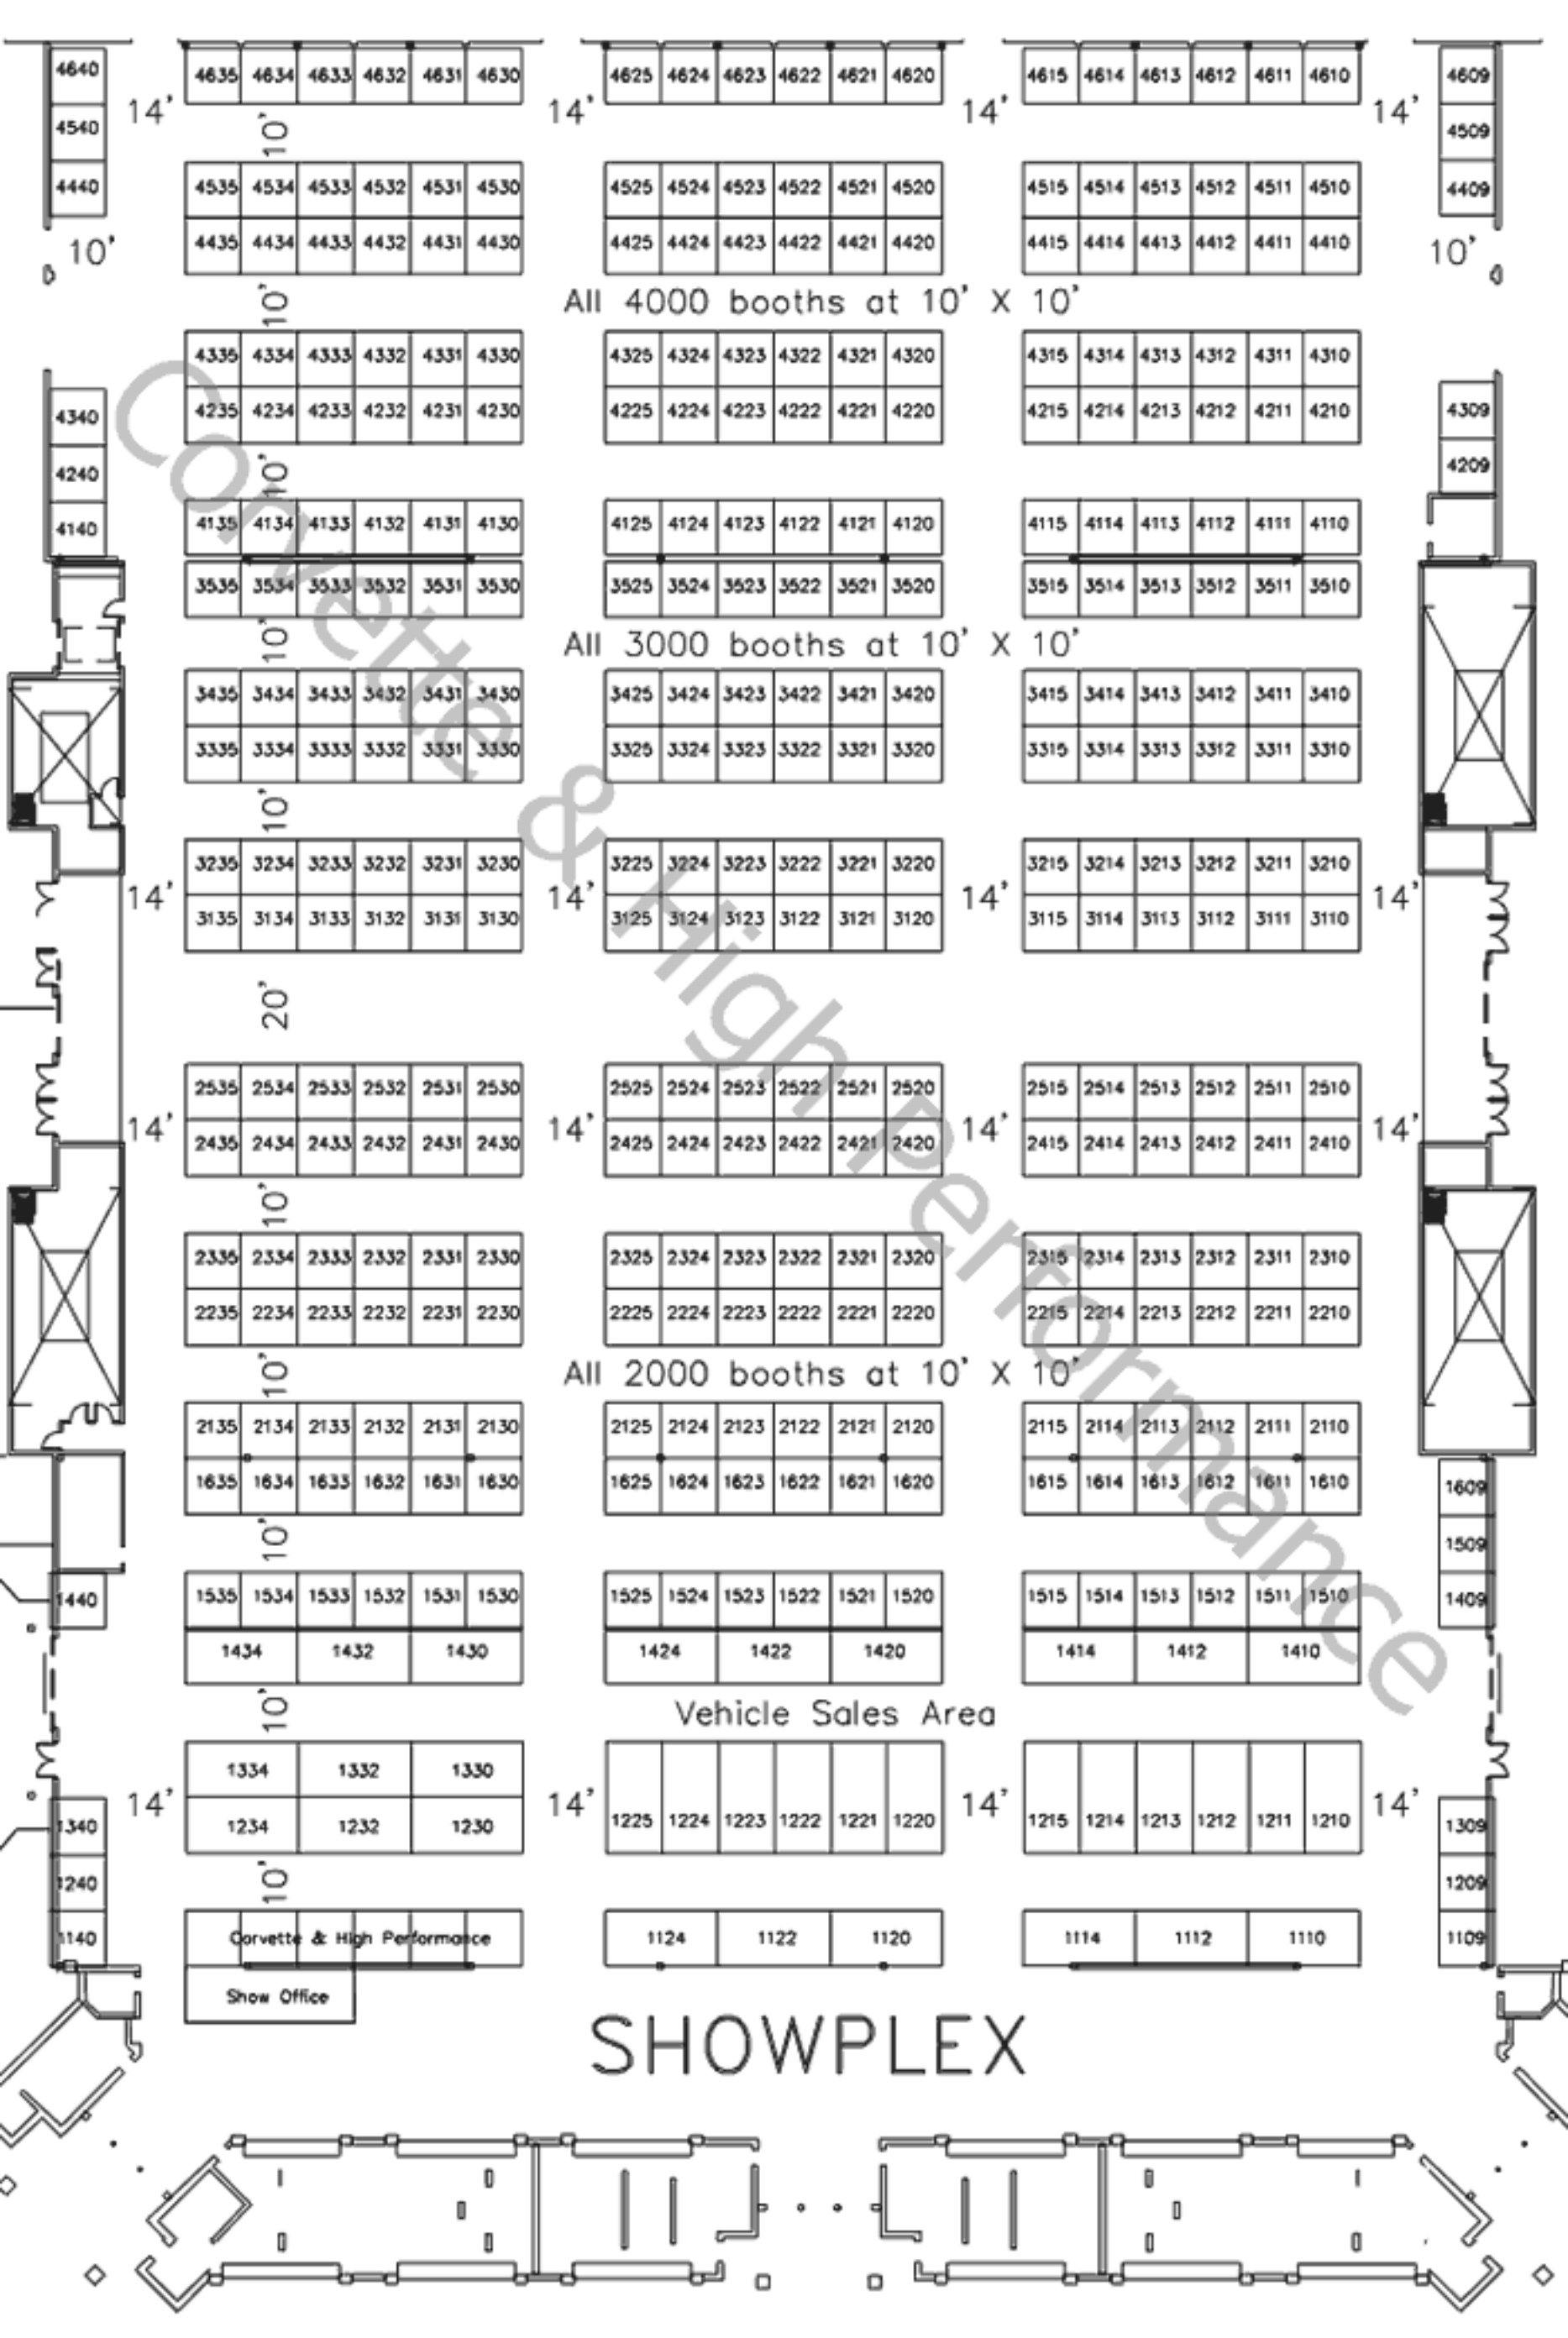 4640 4635 4634 4633 4632 4631 4630 4625 4624 4623 4622 4621 4620 4615 4614 4613 4612 4611 4610 4609
14' 14' 14' 14'
4540 10' 4509
4440 4535 4534 4533 4532 4531 4530 4525 4524 4523 4522 4521 4520 4515 4514 4513 4512 4511 4510 4409
10' 4435 4434 4433 4432 4431 4430 4425 4424 4423 4422 4421 4420 4415 4414 4413 4412 4411 4410 10'
10' All 4000 booths at 10' X 10'
4335 4334 4333 4332 4331 4330 4325 4324 4323 4322 4321 4320 4315 4314 4313 4312 4311 4310
4340 4235 4234 4233 4232 4231 4230 4225 4224 4223 4222 4221 4220 4215 4214 4213 4212 4211 4210 4309
4240 10' 4209
4140 4135 4134 4133 4132 4131 4130 4125 4124 4123 4122 4121 4120 4115 4114 4113 4112 4111 4110
3535 3534 3533 3532 3531 3530 3525 3524 3523 3522 3521 3520 3515 3514 3513 3512 3511 3510
10' All 3000 booths at 10' X 10'
3435 3434 3433 3432 3431 3430 3425 3424 3423 3422 3421 3420 3415 3414 3413 3412 3411 3410
3335 3334 3333 3332 3331 3330 3325 3324 3323 3322 3321 3320 3315 3314 3313 3312 3311 3310
10'
3235 3234 3233 3232 3231 3230 3225 3224 3223 3222 3221 3220 3215 3214 3213 3212 3211 3210
14' 14' 14' 14'
3135 3134 3133 3132 3131 3130 3125 3124 3123 3122 3121 3120 3115 3114 3113 3112 3111 3110
20'
Corvette & High Performance
2535 2534 2533 2532 2531 2530 2525 2524 2523 2522 2521 2520 2515 2514 2513 2512 2511 2510
14' 14' 14' 14'
2435 2434 2433 2432 2431 2430 2425 2424 2423 2422 2421 2420 2415 2414 2413 2412 2411 2410
10'
2335 2334 2333 2332 2331 2330 2325 2324 2323 2322 2321 2320 2315 2314 2313 2312 2311 2310
2235 2234 2233 2232 2231 2230 2225 2224 2223 2222 2221 2220 2215 2214 2213 2212 2211 2210
10' All 2000 booths at 10' X 10'
2135 2134 2133 2132 2131 2130 2125 2124 2123 2122 2121 2120 2115 2114 2113 2112 2111 2110
1635 1634 1633 1632 1631 1630 1625 1624 1623 1622 1621 1620 1615 1614 1613 1612 1611 1610 1609
10' 1509
1440 1535 1534 1533 1532 1531 1530 1525 1524 1523 1522 1521 1520 1515 1514 1513 1512 1511 1510 1409
1434 1432 1430 1424 1422 1420 1414 1412 1410
10' Vehicle Sales Area
1334 1332 1330
14' 14' 14' 14'
1340 1234 1232 1230 1225 1224 1223 1222 1221 1220 1215 1214 1213 1212 1211 1210 1309
1240 10' 1209
1140 Corvette & High Performance 1124 1122 1120 1114 1112 1110 1109
Show Office
SHOWPLEX